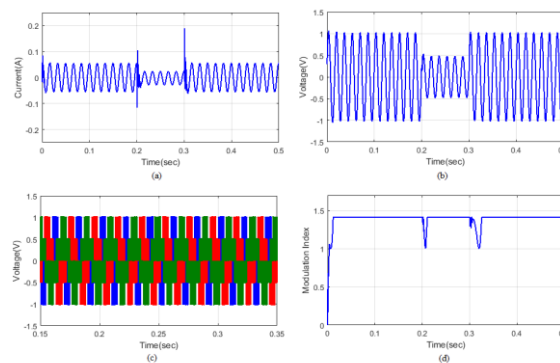 0.2
0.1
0
-0.1
-0.2
Current(A)
0 0.1 0.2 0.3 0.4 0.5
Time(sec)
(a)
1.5
1
0.5
0
-0.5
-1
-1.5
Voltage(V)
0 0.1 0.2 0.3 0.4
Time(sec)
(b)
1.5
1
0.5
0
-0.5
-1
-1.5
Voltage(V)
0.15 0.2 0.25 0.3 0.35
Time(sec)
(c)
1.5
1
0.5
0
Modulation Index
0 0.1 0.2 0.3 0.4
Time(sec)
(d)